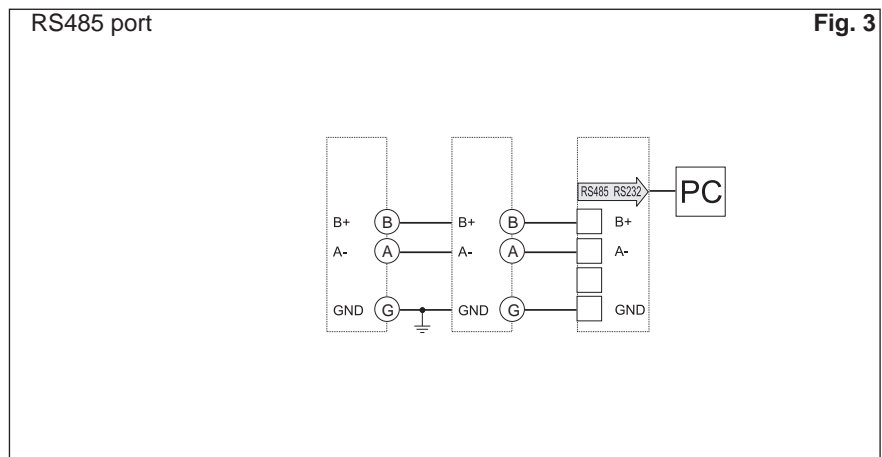 RS485 port Fig. 3
RS485 RS232 PC
B+ B B+ B B+
A- A A- A A-
GND G GND G GND